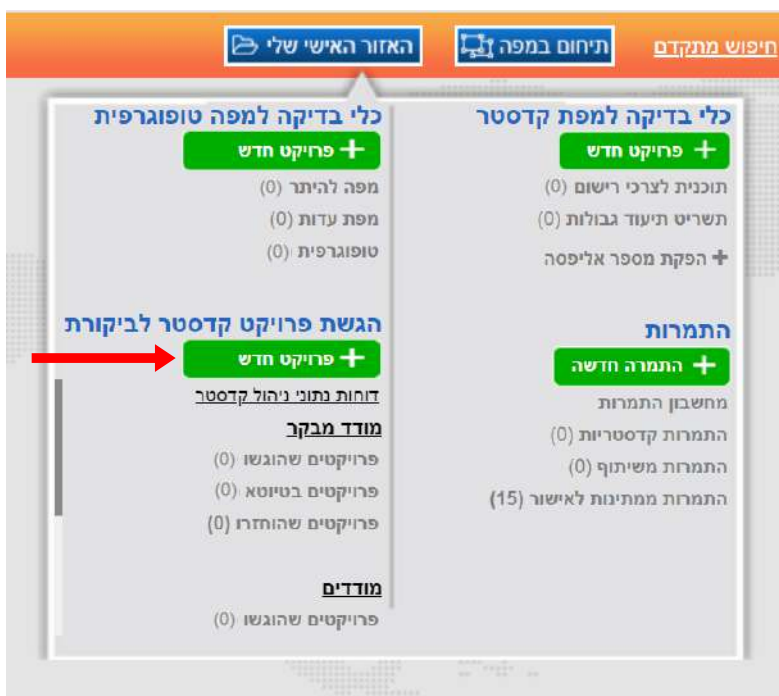 חיפוש מתקדם
תיחום במפה
האזור האישי שלי
כלי בדיקה למפת קדסטר
+ פרויקט חדש
תוכנית לצרכי רישום (0)
תשריט תיעוד גבולות (0)
+ הפקת מספר אליפסה
התמרות
+ התמרה חדשה
מחשבון התמרות
התמרות קדסטריות (0)
התמרות משיתוף (0)
התמרות ממתינות לאישור (15)
כלי בדיקה למפה טופוגרפית
+ פרויקט חדש
מפה להיתר (0)
מפת עדות (0)
טופוגרפית (0)
הגשת פרויקט קדסטר לביקורת
+ פרויקט חדש
דוחות נתוני ניהול קדסטר
מודד מבקר
פרויקטים שהוגשו (0)
פרויקטים בטיוטא (0)
פרויקטים שהוחזרו (0)
מודדים
פרויקטים שהוגשו (0)